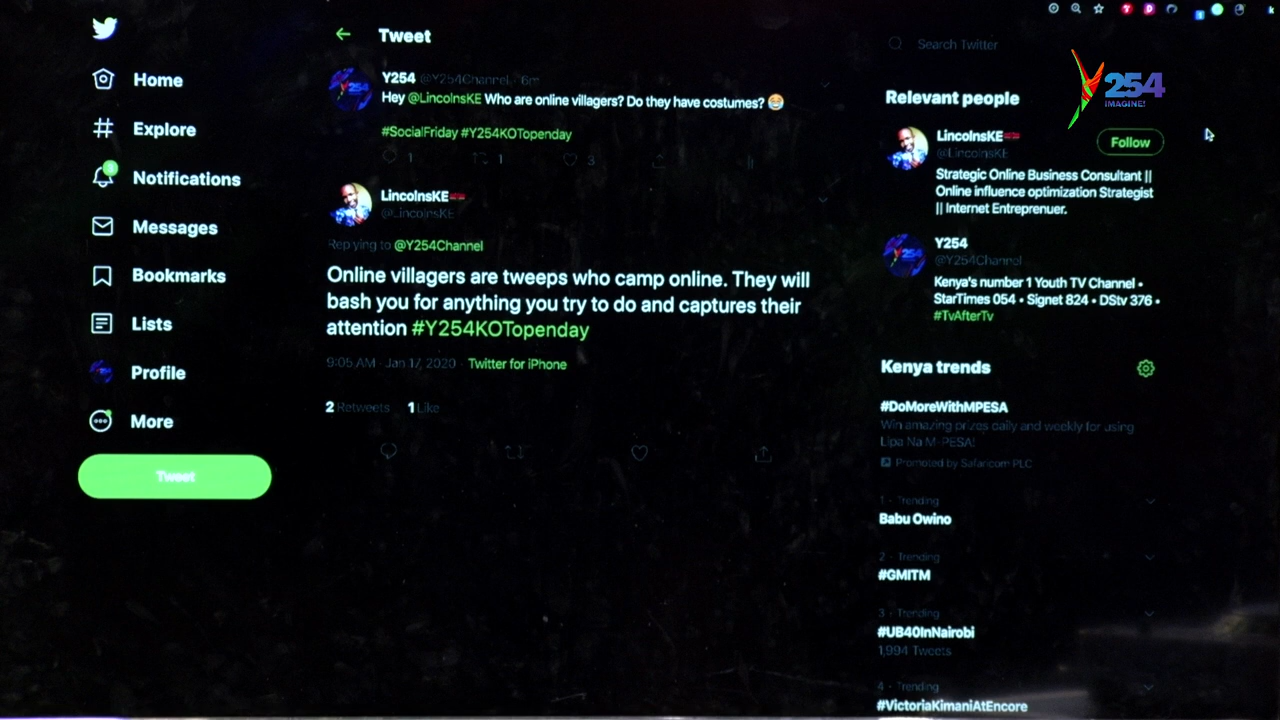 Home
Explore
Notifications
Messages
Bookmarks
Lists
Profile
More
Tweet
Tweet
Y254 @Y254Channel · 6m
Hey @LincolnsKE Who are online villagers? Do they have costumes? 😂
#SocialFriday #Y254KOTopenday
1 1 3
LincolnsKE🇰🇪
@LincolnsKE
Replying to @Y254Channel
Online villagers are tweeps who camp online. They will
bash you for anything you try to do and captures their
attention #Y254KOTopenday
9:05 AM · Jan 17, 2020 · Twitter for iPhone
2 Retweets 1 Like
Search Twitter
Y254
IMAGINE!
Relevant people
LincolnsKE🇰🇪
@LincolnsKE
Follow
Strategic Online Business Consultant ||
Online influence optimization Strategist
|| Internet Entreprenuer.
Y254
@Y254Channel
Kenya's number 1 Youth TV Channel •
StarTimes 054 • Signet 824 • DStv 376 •
#TvAfterTv
Kenya trends
#DoMoreWithMPESA
Win amazing prizes daily and weekly for using
Lipa Na M-PESA!
Promoted by Safaricom PLC
1 · Trending
Babu Owino
2 · Trending
#GMITM
3 · Trending
#UB40InNairobi
1,994 Tweets
4 · Trending
#VictoriaKimaniAtEncore